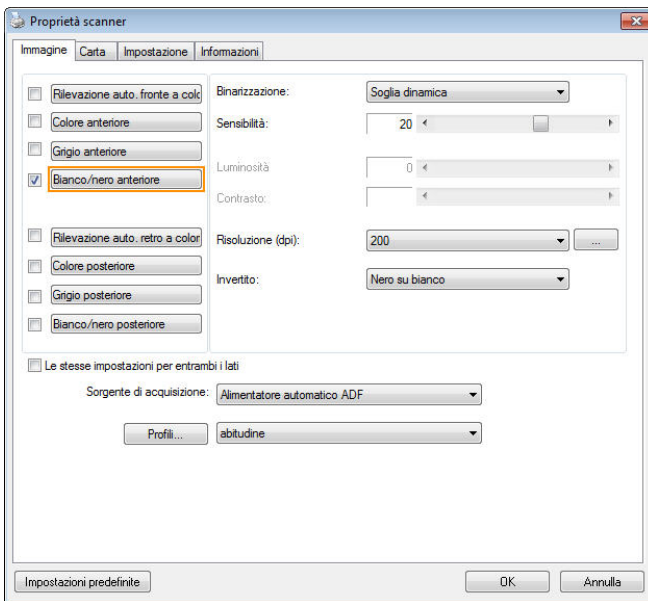 Proprietà scanner
Immagine Carta Impostazione Informazioni
Rilevazione auto. fronte a colo
Binarizzazione: Soglia dinamica
Colore anteriore
Sensibilità: 20
Grigio anteriore
Luminosità 0
Bianco/nero anteriore
Contrasto:
Rilevazione auto. retro a color
Risoluzione (dpi): 200 ...
Colore posteriore
Invertito: Nero su bianco
Grigio posteriore
Bianco/nero posteriore
Le stesse impostazioni per entrambi i lati
Sorgente di acquisizione: Alimentatore automatico ADF
Profili... abitudine
Impostazioni predefinite OK Annulla